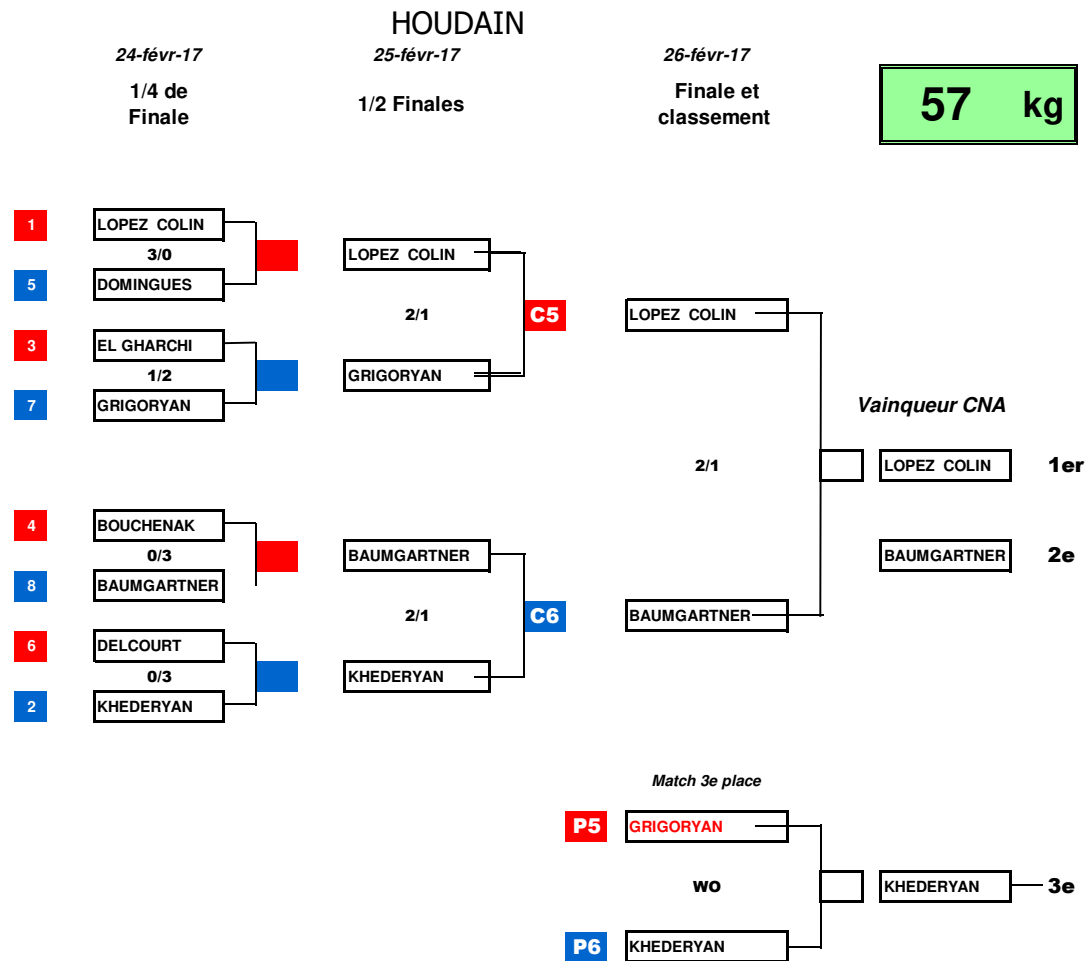 HOUDAIN
24-févr-17 25-févr-17 26-févr-17
1/4 de Finale 1/2 Finales Finale et classement 57 kg
1 LOPEZ COLIN
3/0 LOPEZ COLIN
5 DOMINGUES
2/1 C5 LOPEZ COLIN
3 EL GHARCHI
1/2 GRIGORYAN
7 GRIGORYAN
Vainqueur CNA
2/1 LOPEZ COLIN 1er
4 BOUCHENAK
0/3 BAUMGARTNER BAUMGARTNER 2e
8 BAUMGARTNER
2/1 C6 BAUMGARTNER
6 DELCOURT
0/3 KHEDERYAN
2 KHEDERYAN
Match 3e place
P5 GRIGORYAN
WO KHEDERYAN 3e
P6 KHEDERYAN